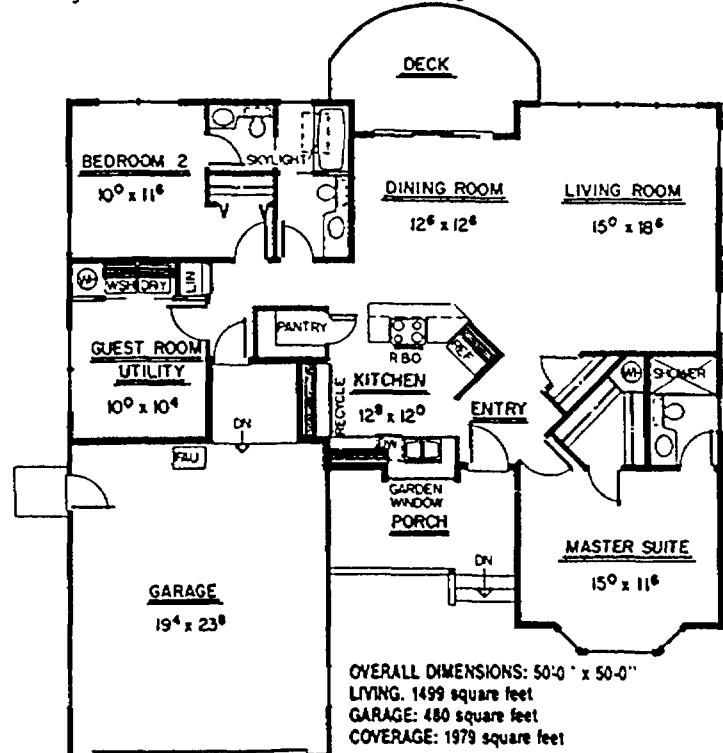 DECK
BEDROOM 2
10⁰ x 11⁶
SKYLIGHT
DINING ROOM
12⁶ x 12⁶
LIVING ROOM
15⁰ x 18⁶
WH
WSH
DRY
LIN
GUEST ROOM
UTILITY
10⁰ x 10⁴
PANTRY
R B O
REF
KITCHEN
12⁸ x 12⁰
RECYCLE
DW
ENTRY
WH
SHOWER
DN
FAU
GARDEN
WINDOW
PORCH
DN
MASTER SUITE
15⁰ x 11⁶
GARAGE
19⁴ x 23⁸
OVERALL DIMENSIONS: 50'-0" x 50'-0"
LIVING. 1499 square feet
GARAGE: 480 square feet
COVERAGE: 1979 square feet